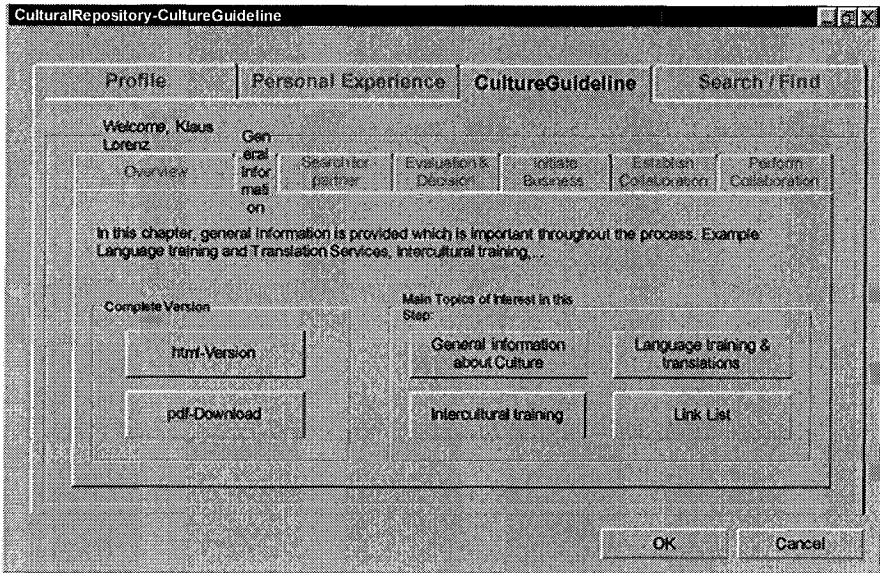 CulturalRepository-CultureGuideline
Profile
Personal Experience
CultureGuideline
Search / Find
Welcome, Klaus
Lorenz
Overview
Gen
eral
Infor
mati
on
Search for
partner
Evaluation &
Decision
Initiate
Business
Establish
Collaboration
Perform
Collaboration
In this chapter, general Information is provided which is important throughout the process. Example:
Language training and Translation Services, Intercultural training,...
Complete Version
html-Version
pdf-Download
Main Topics of Interest in this
Step:
General information
about Culture
Language training &
translations
Intercultural training
Link List
OK
Cancel